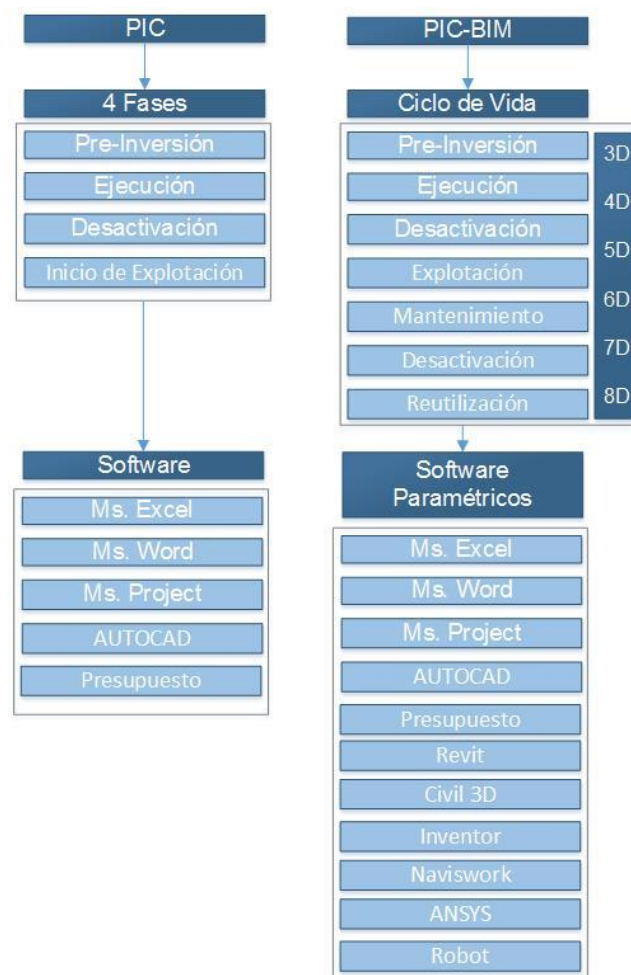 PIC
4 Fases
Pre-Inversión
Ejecución
Desactivación
Inicio de Explotación
Software
Ms. Excel
Ms. Word
Ms. Project
AUTOCAD
Presupuesto
PIC-BIM
Ciclo de Vida
Pre-Inversión
Ejecución
Desactivación
Explotación
Mantenimiento
Desactivación
Reutilización
3D
4D
5D
6D
7D
8D
Software
Paramétricos
Ms. Excel
Ms. Word
Ms. Project
AUTOCAD
Presupuesto
Revit
Civil 3D
Inventor
Naviswork
ANSYS
Robot